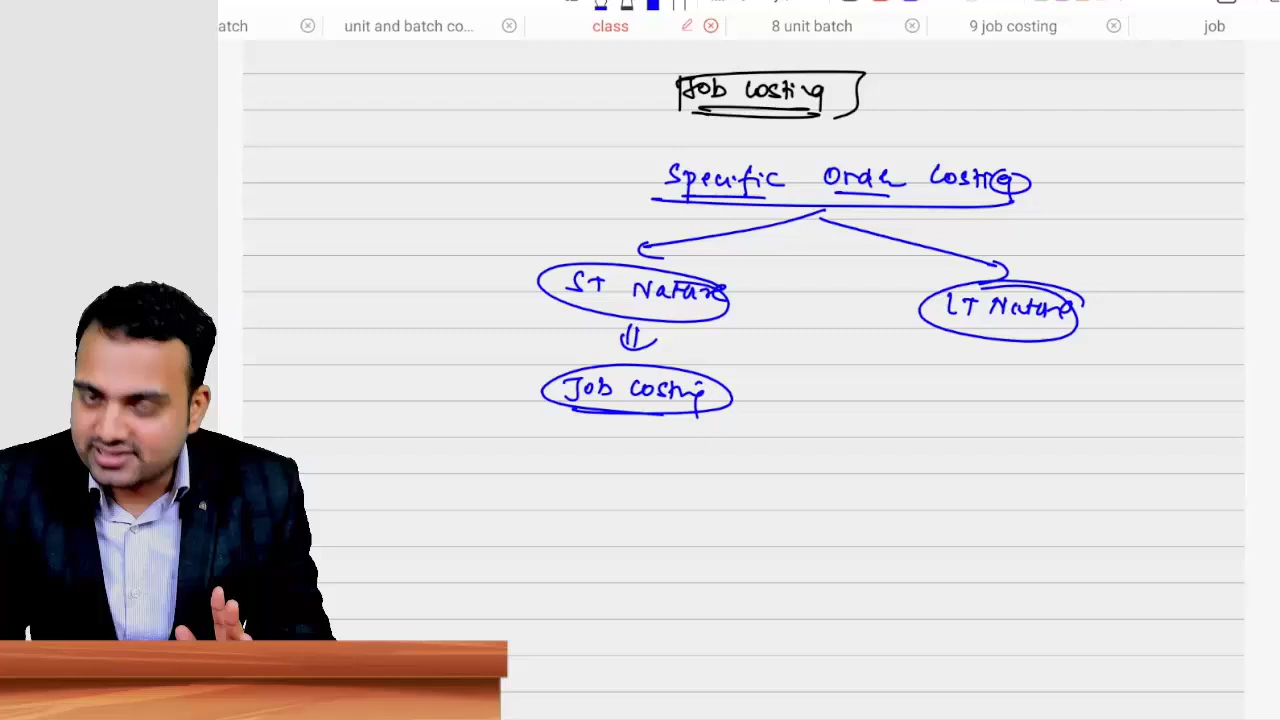 atch unit and batch co... class 8 unit batch 9 job costing job
Job Costing
Specific Order Costing
ST Nature LT Nature
Job Costing